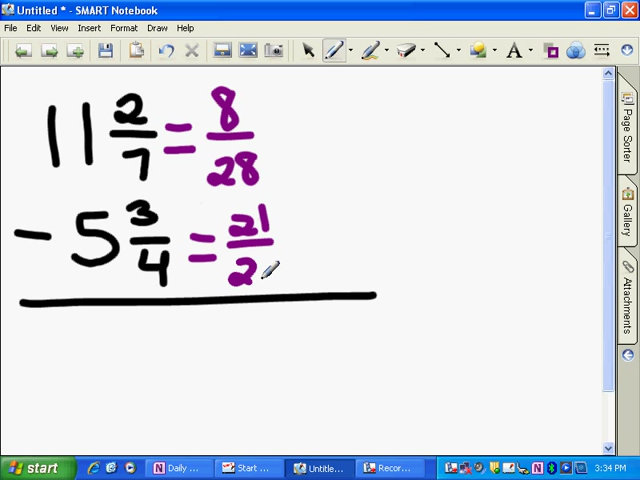 Untitled * - SMART Notebook
File Edit View Insert Format Draw Help
11 2/7 = 8/28
- 5 3/4 = 21/2
Page Sorter
Gallery
Attachments
start
Daily ...
Start ...
Untitle...
Recor...
3:34 PM